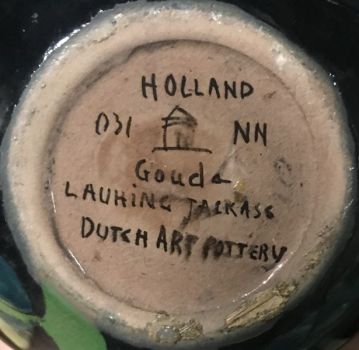 HOLLAND
031 NN
Gouda
LAUHING JACKASS
DUTCH ART POTTERY